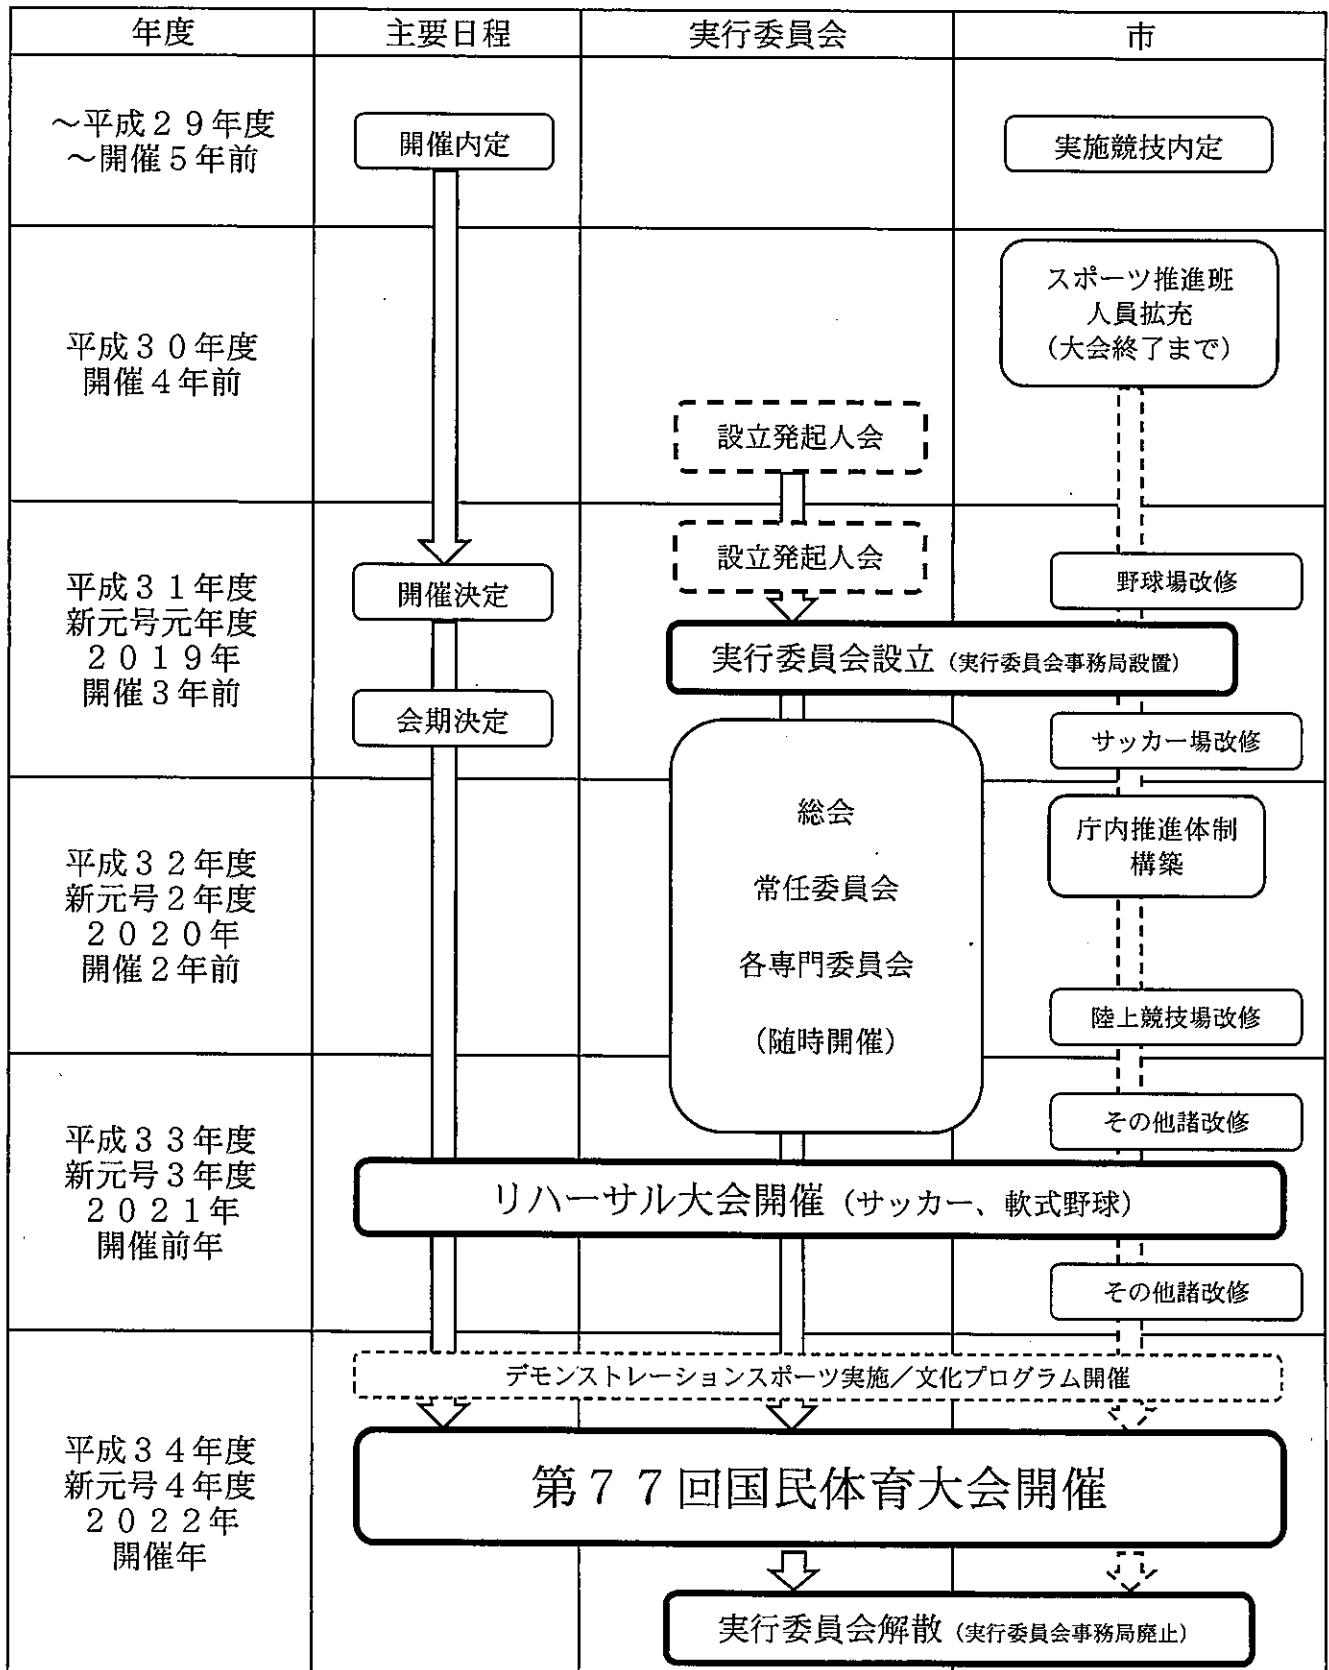 年度 主要日程 実行委員会 市
～平成２９年度
～開催５年前
開催内定
実施競技内定
平成３０年度
開催４年前
設立発起人会
スポーツ推進班
人員拡充
（大会終了まで）
平成３１年度
新元号元年度
２０１９年
開催３年前
開催決定
会期決定
設立発起人会
実行委員会設立（実行委員会事務局設置）
野球場改修
サッカー場改修
平成３２年度
新元号２年度
２０２０年
開催２年前
総会
常任委員会
各専門委員会
（随時開催）
庁内推進体制
構築
陸上競技場改修
平成３３年度
新元号３年度
２０２１年
開催前年
その他諸改修
リハーサル大会開催（サッカー、軟式野球）
その他諸改修
平成３４年度
新元号４年度
２０２２年
開催年
デモンストレーションスポーツ実施／文化プログラム開催
第７７回国民体育大会開催
実行委員会解散（実行委員会事務局廃止）